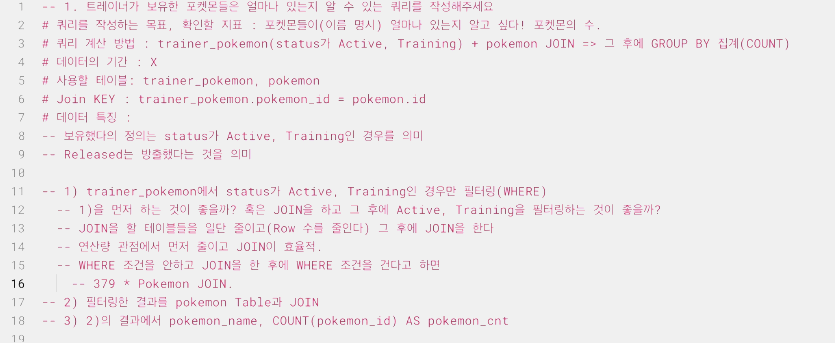 1 -- 1. 트레이너가 보유한 포켓몬들은 얼마나 있는지 알 수 있는 쿼리를 작성해주세요
2 # 쿼리를 작성하는 목표, 확인할 지표 : 포켓몬들이(이름 명시) 얼마나 있는지 알고 싶다! 포켓몬의 수.
3 # 쿼리 계산 방법 : trainer_pokemon(status가 Active, Training) + pokemon JOIN => 그 후에 GROUP BY 집계(COUNT)
4 # 데이터의 기간 : X
5 # 사용할 테이블: trainer_pokemon, pokemon
6 # Join KEY : trainer_pokemon.pokemon_id = pokemon.id
7 # 데이터 특징 :
8 -- 보유했다의 정의는 status가 Active, Training인 경우를 의미
9 -- Released는 방출했다는 것을 의미
10
11 -- 1) trainer_pokemon에서 status가 Active, Training인 경우만 필터링(WHERE)
12 -- 1)을 먼저 하는 것이 좋을까? 혹은 JOIN을 하고 그 후에 Active, Training을 필터링하는 것이 좋을까?
13 -- JOIN을 할 테이블들을 일단 줄이고(Row 수를 줄인다) 그 후에 JOIN을 한다
14 -- 연산량 관점에서 먼저 줄이고 JOIN이 효율적.
15 -- WHERE 조건을 안하고 JOIN을 한 후에 WHERE 조건을 건다고 하면
16 -- 379 * Pokemon JOIN.
17 -- 2) 필터링한 결과를 pokemon Table과 JOIN
18 -- 3) 2)의 결과에서 pokemon_name, COUNT(pokemon_id) AS pokemon_cnt
19